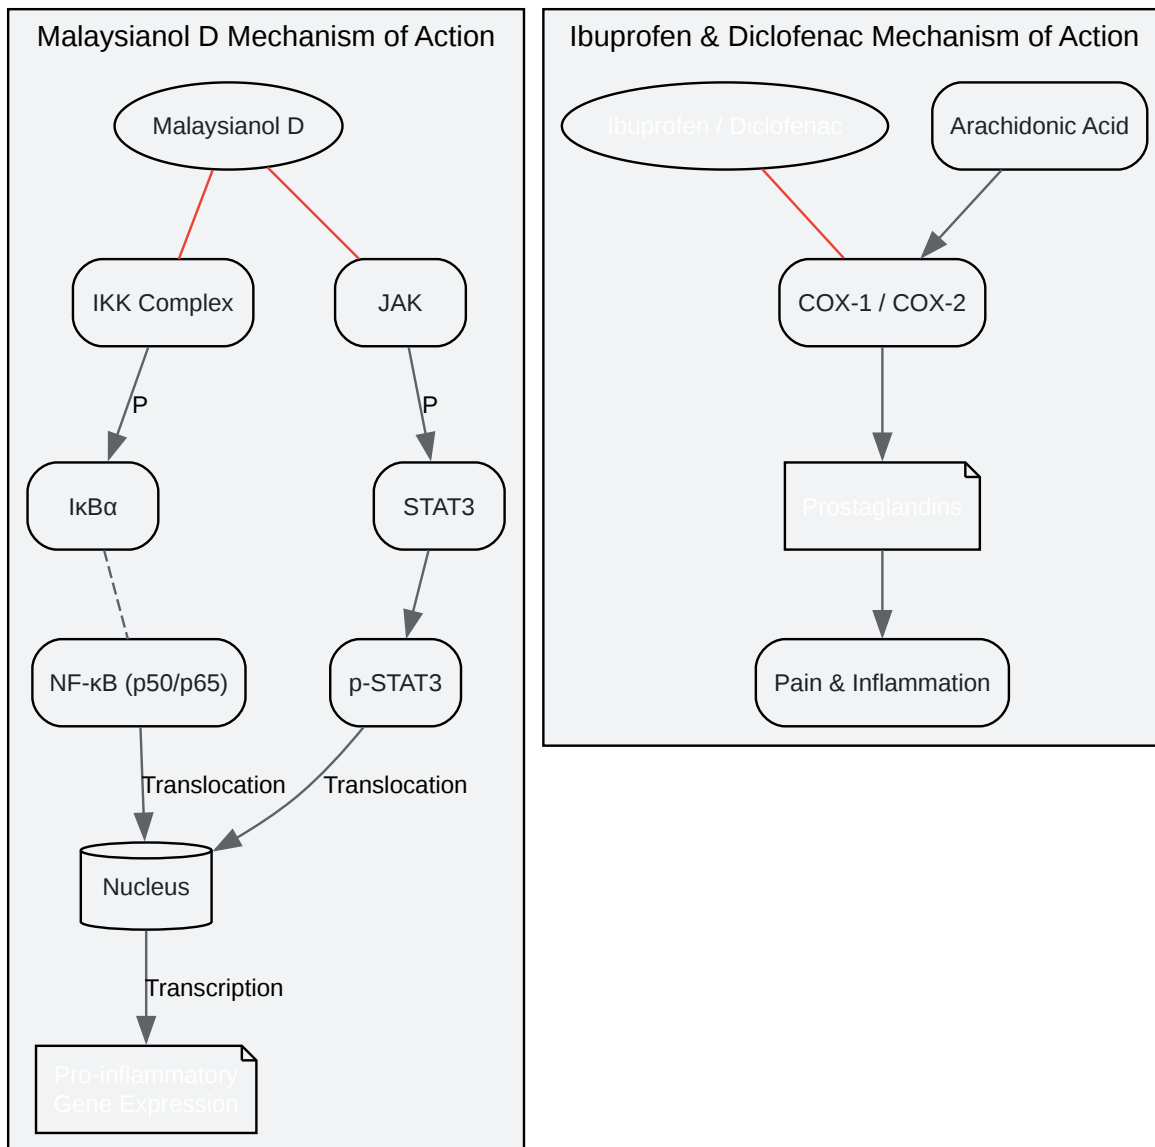 Malaysianol D Mechanism of Action
Malaysianol D
IKK Complex
JAK
P
P
IκBα
STAT3
NF-κB (p50/p65)
p-STAT3
Translocation
Translocation
Nucleus
Transcription
Pro-inflammatory
Gene Expression
Ibuprofen & Diclofenac Mechanism of Action
Ibuprofen / Diclofenac
Arachidonic Acid
COX-1 / COX-2
Prostaglandins
Pain & Inflammation